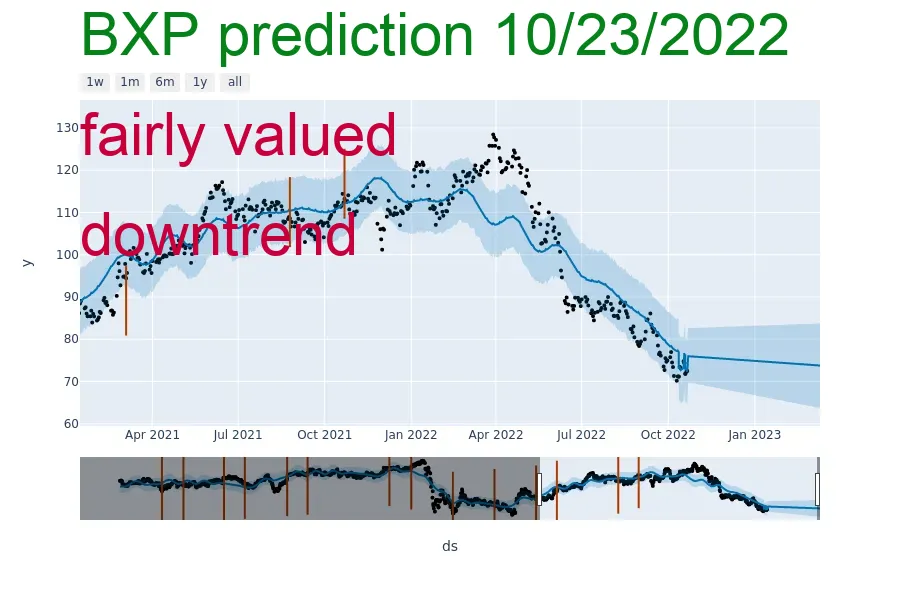 BXP prediction 10/23/2022
1w 1m 6m 1y all
fairly valued
downtrend
130
120
110
100
90
80
70
60
y
Apr 2021 Jul 2021 Oct 2021 Jan 2022 Apr 2022 Jul 2022 Oct 2022 Jan 2023
ds